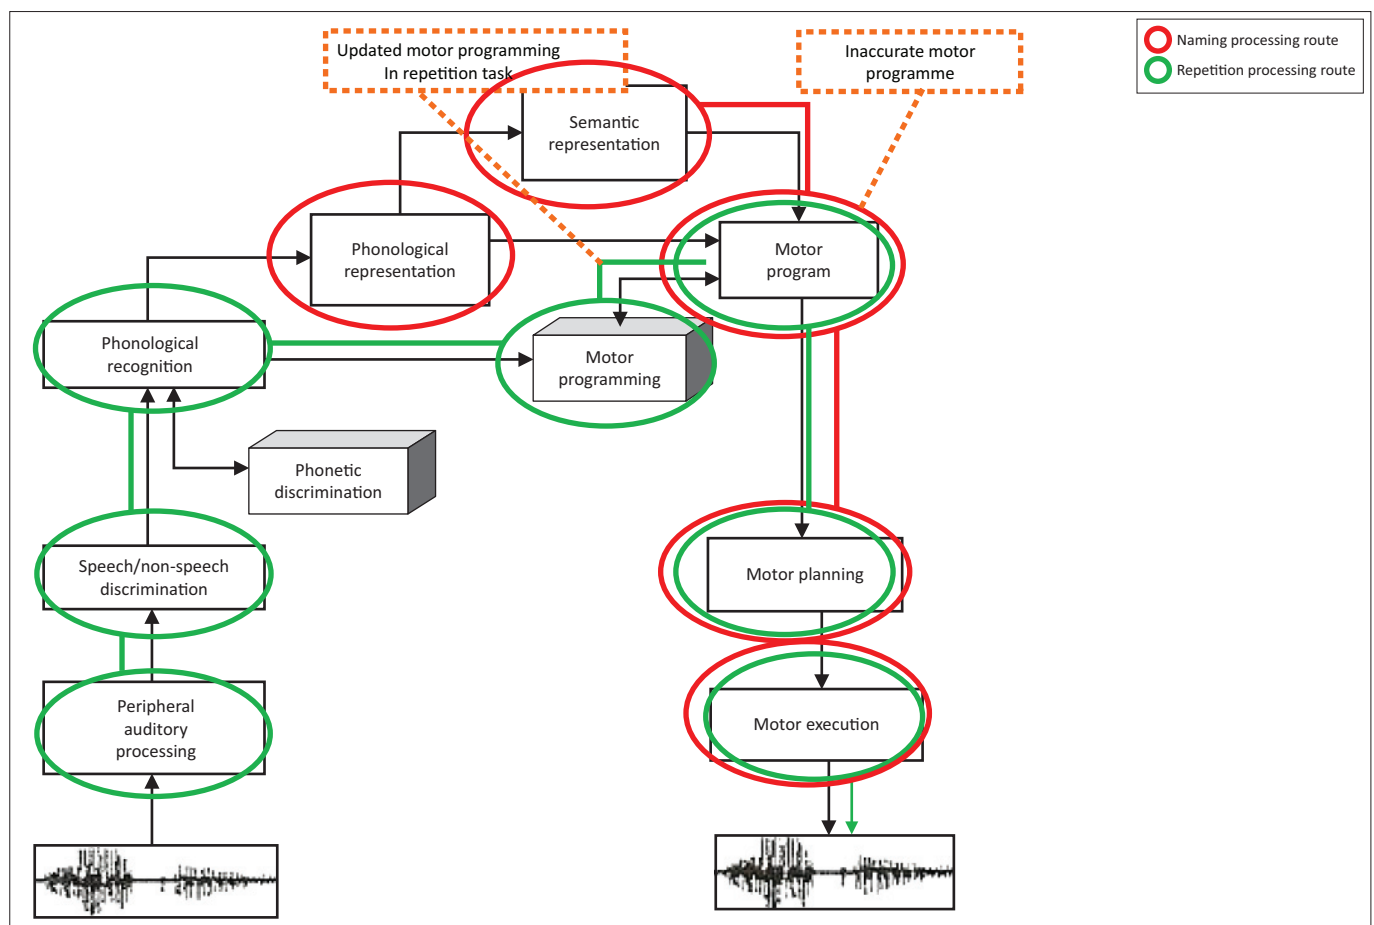 Updated motor programming
In repetition task
Inaccurate motor
programme
Naming processing route
Repetition processing route
Semantic
representation
Phonological
representation
Motor
program
Phonological
recognition
Motor
programming
Phonetic
discrimination
Speech/non-speech
discrimination
Motor planning
Peripheral
auditory
processing
Motor execution